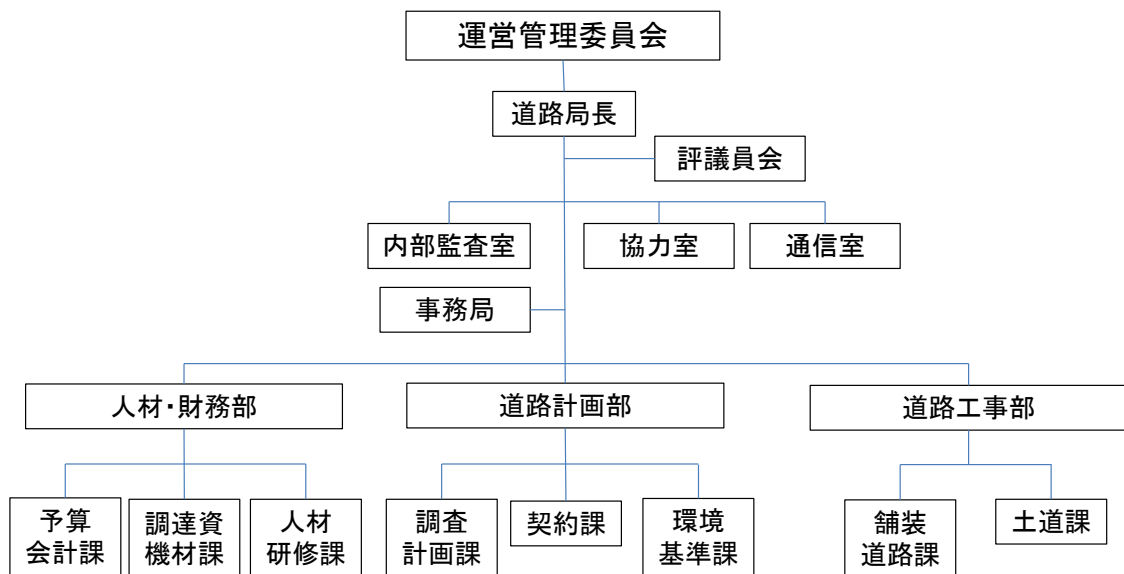 運営管理委員会
道路局長
評議員会
内部監査室
協力室
通信室
事務局
人材・財務部
道路計画部
道路工事部
予算
会計課
調達資
機材課
人材
研修課
調査
計画課
契約課
環境
基準課
舗装
道路課
土道課